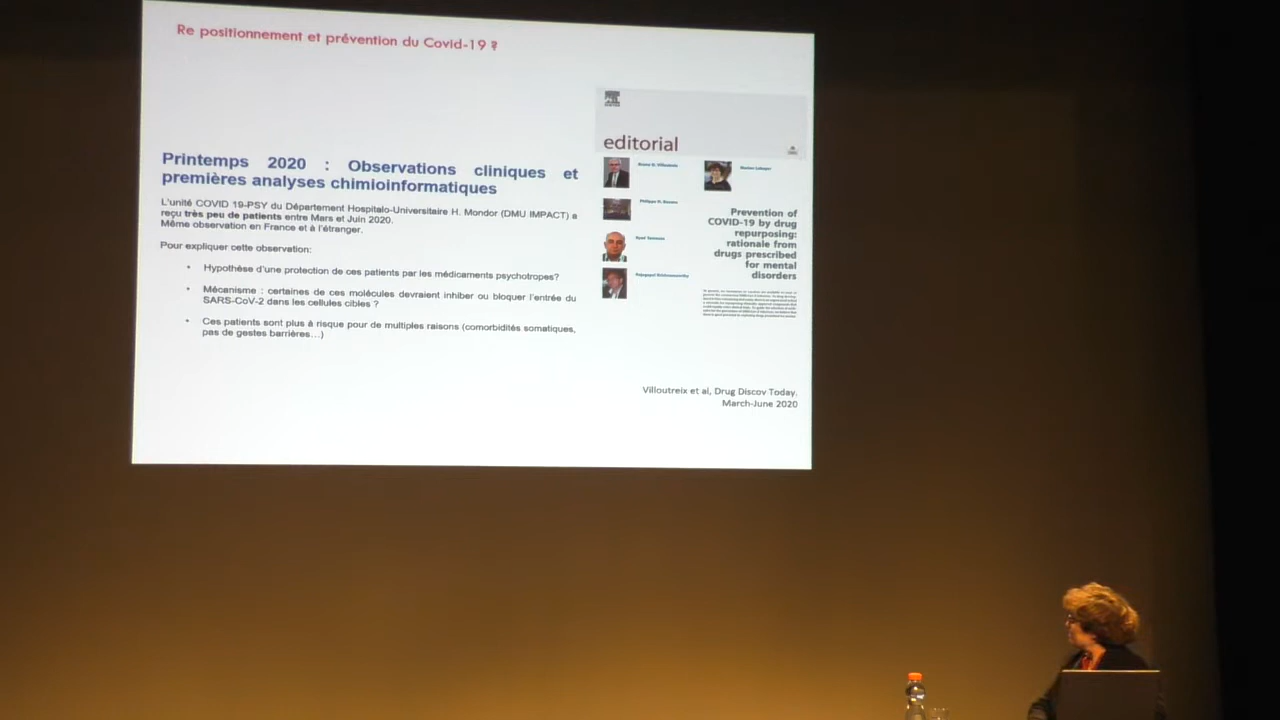 Re positionnement et prévention du Covid-19 ?
Printemps 2020 : Observations cliniques et
premières analyses chimioinformatiques
L'unité COVID 19-PSY du Département Hospitalo-Universitaire H. Mondor (DMU IMPACT) a
reçu très peu de patients entre Mars et Juin 2020.
Même observation en France et à l'étranger.
Pour expliquer cette observation:
• Hypothèse d'une protection de ces patients par les médicaments psychotropes?
• Mécanisme : certaines de ces molécules devraient inhiber ou bloquer l'entrée du
SARS-CoV-2 dans les cellules cibles ?
• Ces patients sont plus à risque pour de multiples raisons (comorbidités somatiques,
pas de gestes barrières…)
editorial
Prevention of
COVID-19 by drug
repurposing:
rationale from
drugs prescribed
for mental
disorders
Villoutreix et al, Drug Discov Today.
March-June 2020